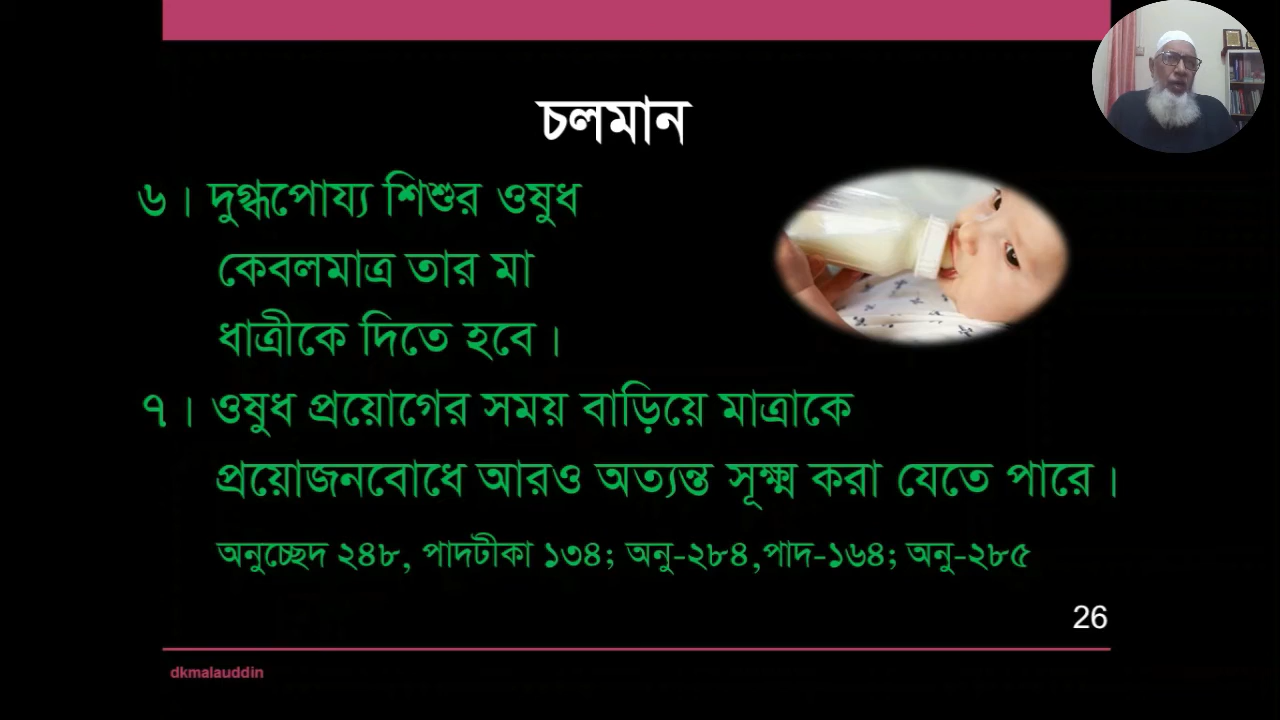 চলমান
৬। দুগ্ধপোয্য শিশুর ওষুধ
কেবলমাত্র তার মা
ধাত্রীকে দিতে হবে।
৭। ওষুধ প্রয়োগের সময় বাড়িয়ে মাত্রাকে
প্রয়োজনবোধে আরও অত্যন্ত সূক্ষ্ম করা যেতে পারে।
অনুচ্ছেদ ২৪৮, পাদটীকা ১৩৪; অনু-২৮৪,পাদ-১৬৪; অনু-২৮৫
26
dkmalauddin